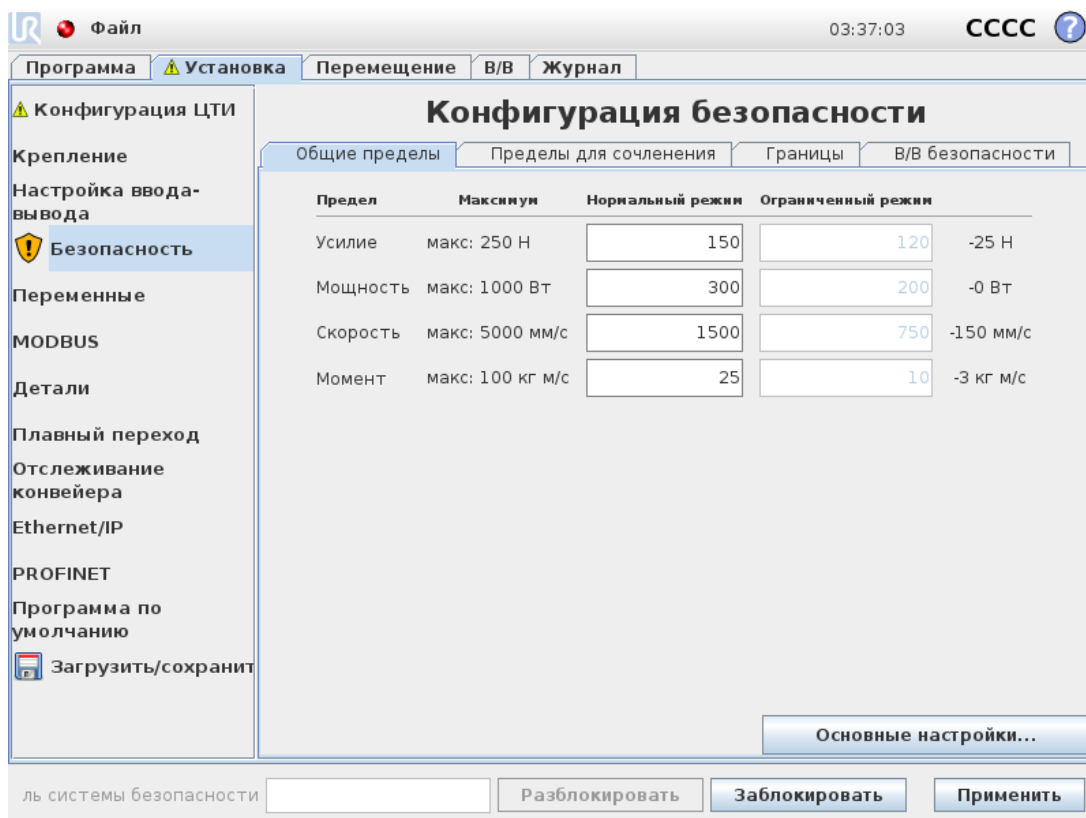 UR Файл 03:37:03 CCCC ?
Программа Установка Перемещение В/В Журнал
Конфигурация ЦТИ
Крепление
Настройка ввода-
вывода
Безопасность
Переменные
MODBUS
Детали
Плавный переход
Отслеживание
конвейера
Ethernet/IP
PROFINET
Программа по
умолчанию
Загрузить/сохранит
Конфигурация безопасности
Общие пределы Пределы для сочленения Границы В/В безопасности
Предел Максимум Нормальный режим Ограниченный режим
Усилие макс: 250 Н 150 120 -25 Н
Мощность макс: 1000 Вт 300 200 -0 Вт
Скорость макс: 5000 мм/с 1500 750 -150 мм/с
Момент макс: 100 кг м/с 25 10 -3 кг м/с
Основные настройки...
ль системы безопасности Разблокировать Заблокировать Применить